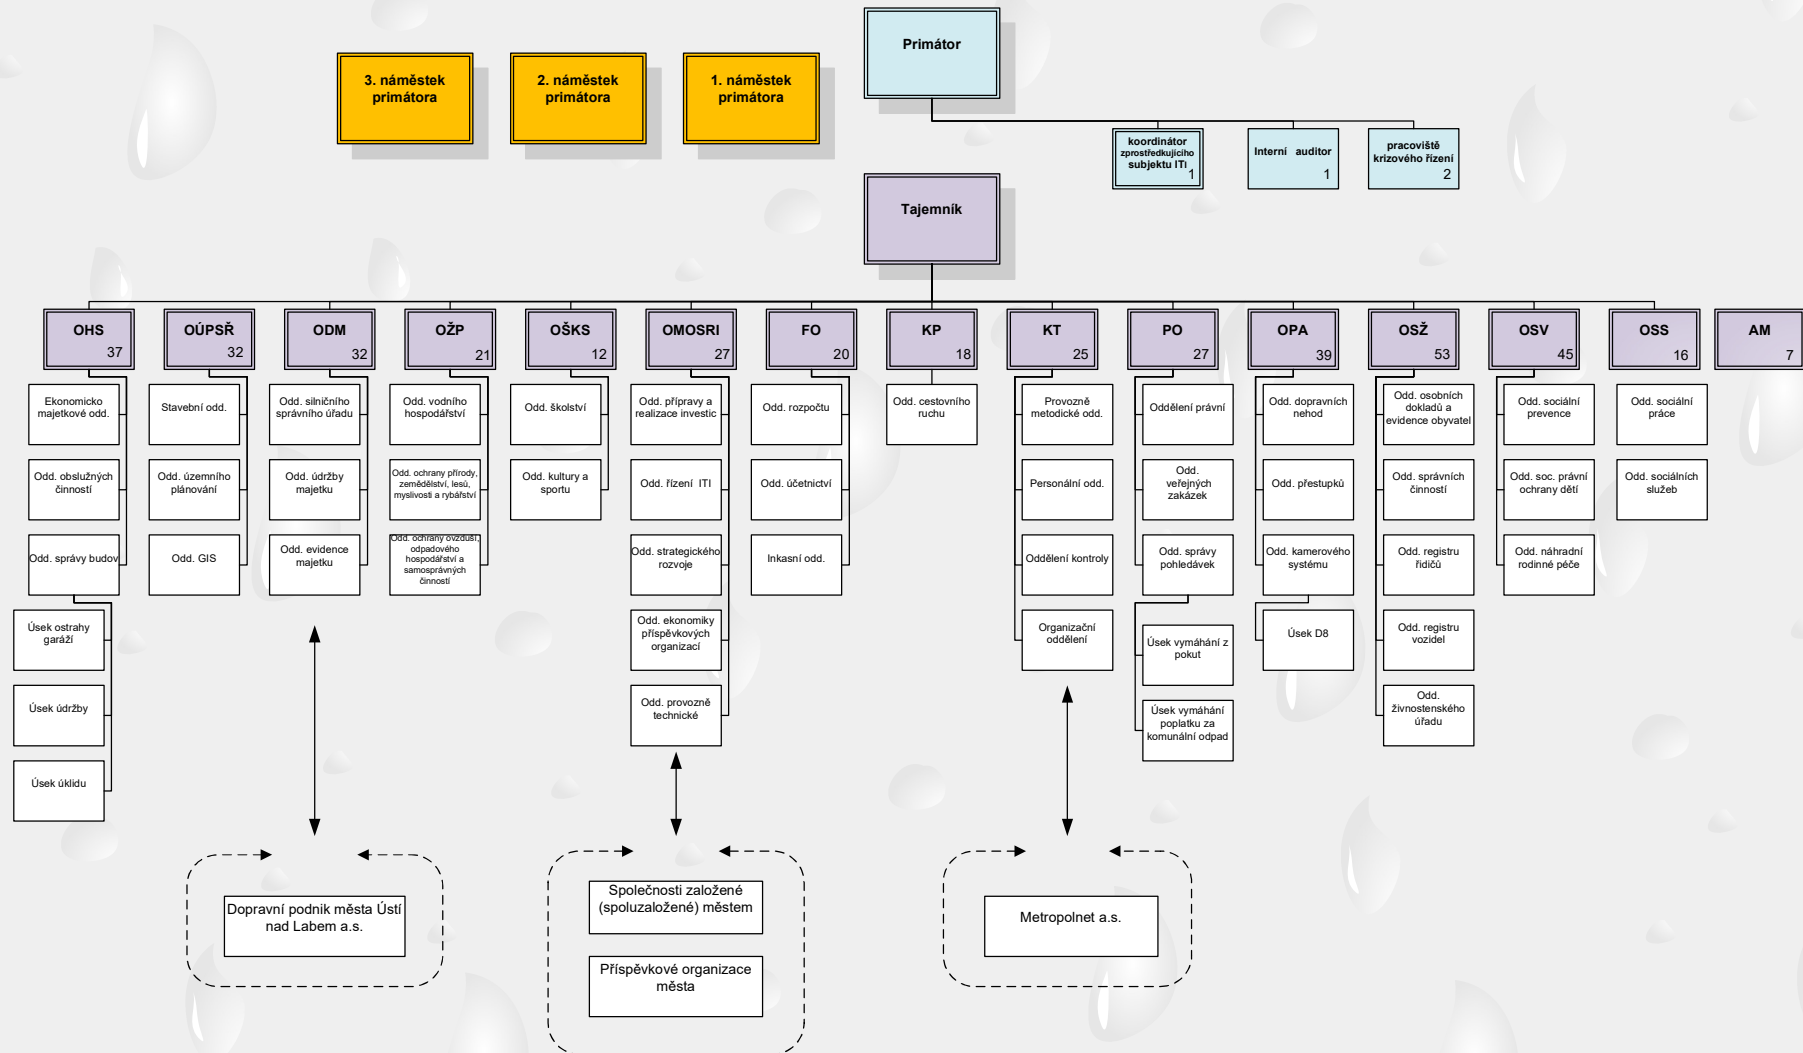 Primátor
3. náměstek
primátora
2. náměstek
primátora
1. náměstek
primátora
koordinátor
zprostředkujícího
subjektu ITI
1
Interní auditor
1
pracoviště
krizového řízení
2
Tajemník
OHS
37
OÚPSŘ
32
ODM
32
OŽP
21
OŠKS
12
OMOSRI
27
FO
20
KP
18
KT
25
PO
27
OPA
39
OSŽ
53
OSV
45
OSS
16
AM
7
Ekonomicko
majetkové odd.
Odd. obslužných
činností
Odd. správy budov
Úsek ostrahy
garáží
Úsek údržby
Úsek úklidu
Stavební odd.
Odd. územního
plánování
Odd. GIS
Odd. silničního
správního úřadu
Odd. údržby
majetku
Odd. evidence
majetku
Odd. vodního
hospodářství
Odd. ochrany přírody,
zemědělství, lesů,
myslivosti a rybářství
Odd. ochrany ovzduší,
odpadového
hospodářství a
samosprávných
činností
Odd. školství
Odd. kultury a
sportu
Odd. přípravy a
realizace investic
Odd. řízení ITI
Odd. strategického
rozvoje
Odd. ekonomiky
příspěvkových
organizací
Odd. provozně
technické
Odd. rozpočtu
Odd. účetnictví
Inkasní odd.
Odd. cestovního
ruchu
Provozně
metodické odd.
Personální odd.
Oddělení kontroly
Organizační
oddělení
Oddělení právní
Odd.
veřejných
zakázek
Odd. správy
pohledávek
Úsek vymáhání z
pokut
Úsek vymáhání
poplatku za
komunální odpad
Odd. dopravních
nehod
Odd. přestupků
Odd. kamerového
systému
Úsek D8
Odd. osobních
dokladů a
evidence obyvatel
Odd. správních
činností
Odd. registru
řidičů
Odd. registru
vozidel
Odd.
živnostenského
úřadu
Odd. sociální
prevence
Odd. soc. právní
ochrany dětí
Odd. náhradní
rodinné péče
Odd. sociální
práce
Odd. sociálních
služeb
Dopravní podnik města Ústí
nad Labem a.s.
Společnosti založené
(spoluzaložené) městem
Příspěvkové organizace
města
Metropolnet a.s.